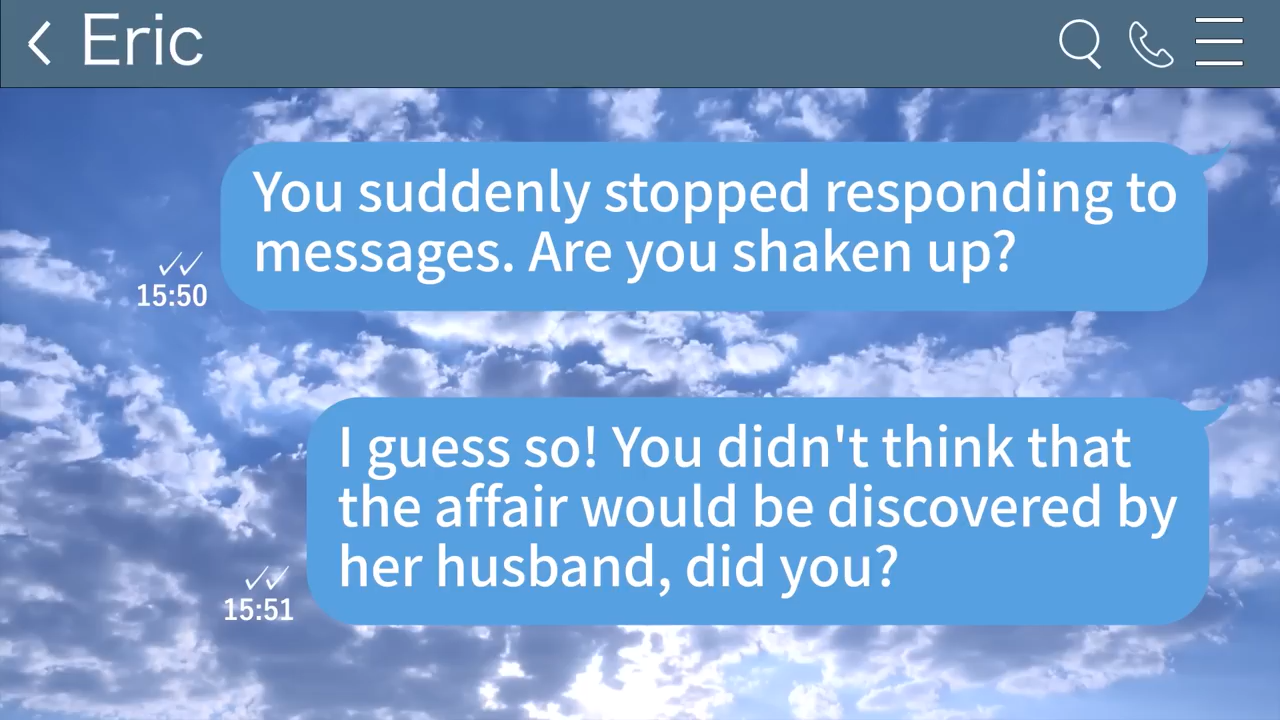 Eric
You suddenly stopped responding to
messages. Are you shaken up?
15:50
I guess so! You didn't think that
the affair would be discovered by
her husband, did you?
15:51